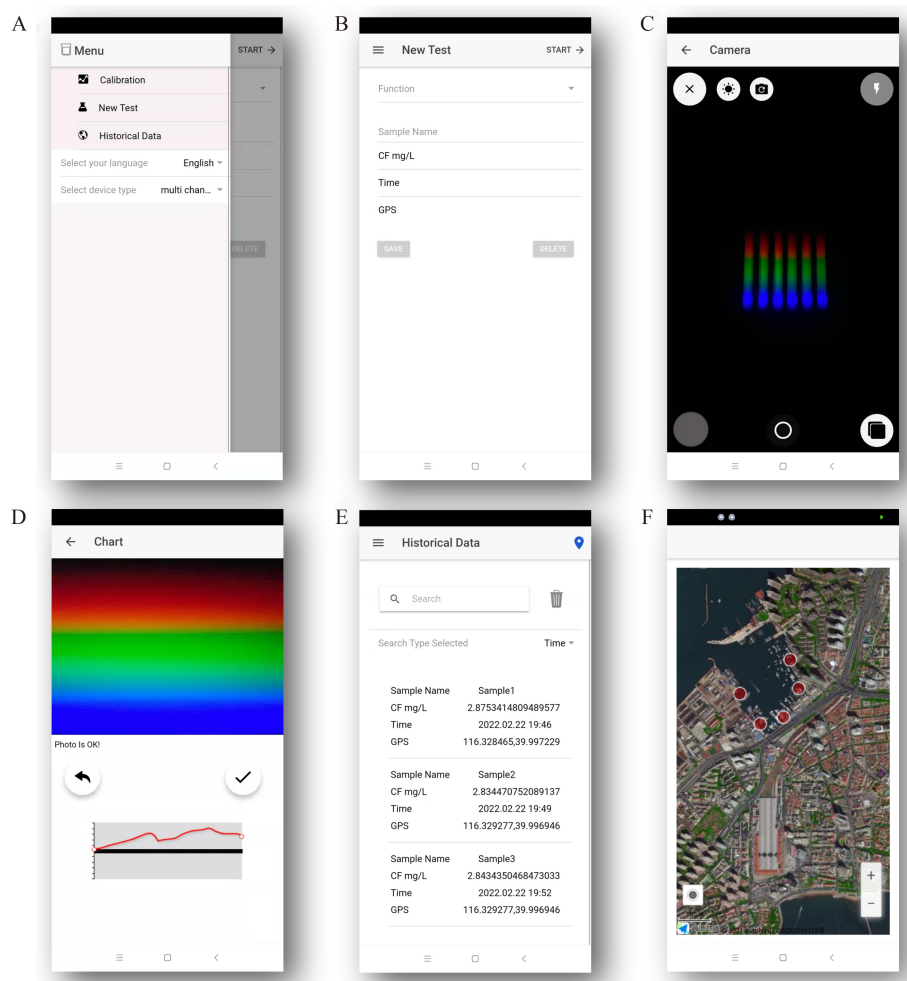 A
Menu
START →
Calibration
New Test
Historical Data
Select your language English
Select device type multi chan...
DELETE
B
New Test START →
Function
Sample Name
CF mg/L
Time
GPS
SAVE DELETE
C
← Camera
D
← Chart
Photo Is OK!
E
Historical Data
Search
Search Type Selected Time
Sample Name Sample1
CF mg/L 2.8753414809489577
Time 2022.02.22 19:46
GPS 116.328465,39.997229
Sample Name Sample2
CF mg/L 2.834470752089137
Time 2022.02.22 19:49
GPS 116.329277,39.996946
Sample Name Sample3
CF mg/L 2.8434350468473033
Time 2022.02.22 19:52
GPS 116.329277,39.996946
F
+
−